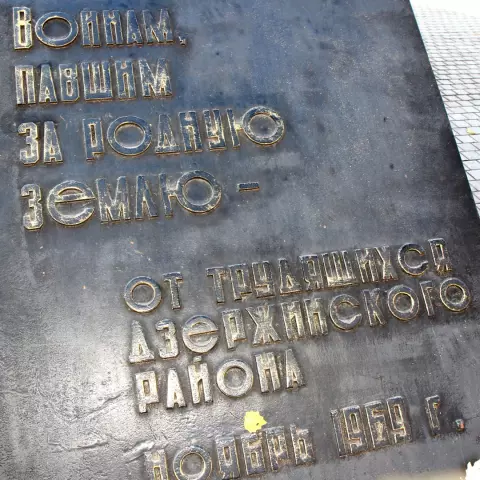 Воинам,
павшим
за родную
землю –
от трудящихся
Дзержинского
района
ноябрь 1969 г.